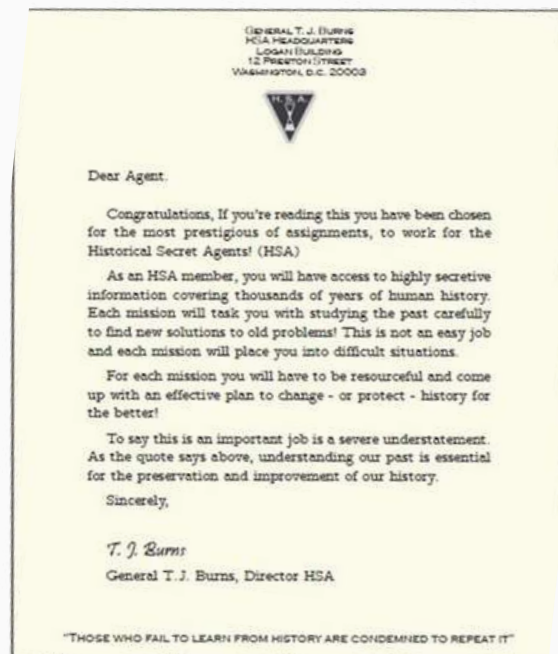 GENERAL T. J. BURNS
HSA HEADQUARTERS
LOGAN BUILDING
12 PRESTON STREET
WASHINGTON, D.C. 20003
H.S.A.
Dear Agent.
Congratulations, If you're reading this you have been chosen
for the most prestigious of assignments, to work for the
Historical Secret Agents! (HSA)
As an HSA member, you will have access to highly secretive
information covering thousands of years of human history.
Each mission will task you with studying the past carefully
to find new solutions to old problems! This is not an easy job
and each mission will place you into difficult situations.
For each mission you will have to be resourceful and come
up with an effective plan to change - or protect - history for
the better!
To say this is an important job is a severe understatement.
As the quote says above, understanding our past is essential
for the preservation and improvement of our history.
Sincerely,
T. J. Burns
General T.J. Burns, Director HSA
"THOSE WHO FAIL TO LEARN FROM HISTORY ARE CONDEMNED TO REPEAT IT"